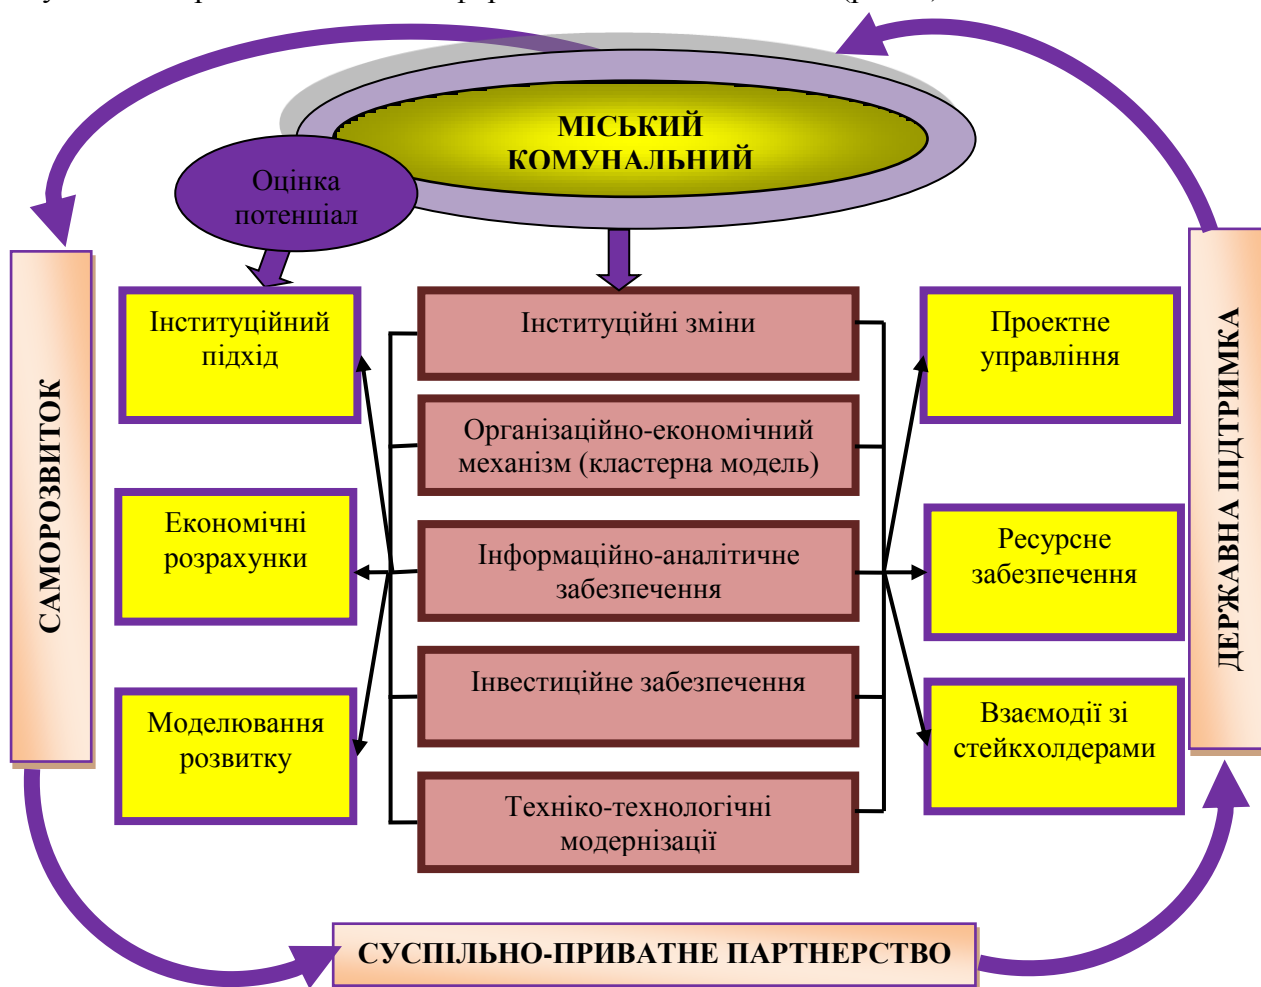 МІСЬКИЙ
КОМУНАЛЬНИЙ
Оцінка
потенціал
Інституційний
підхід
Економічні
розрахунки
Моделювання
розвитку
Інституційні зміни
Організаційно-економічний
механізм (кластерна модель)
Інформаційно-аналітичне
забезпечення
Інвестиційне забезпечення
Техніко-технологічні
модернізації
Проектне
управління
Ресурсне
забезпечення
Взаємодії зі
стейкхолдерами
САМОРОЗВИТОК
ДЕРЖАВНА ПІДТРИМКА
СУСПІЛЬНО-ПРИВАТНЕ ПАРТНЕРСТВО